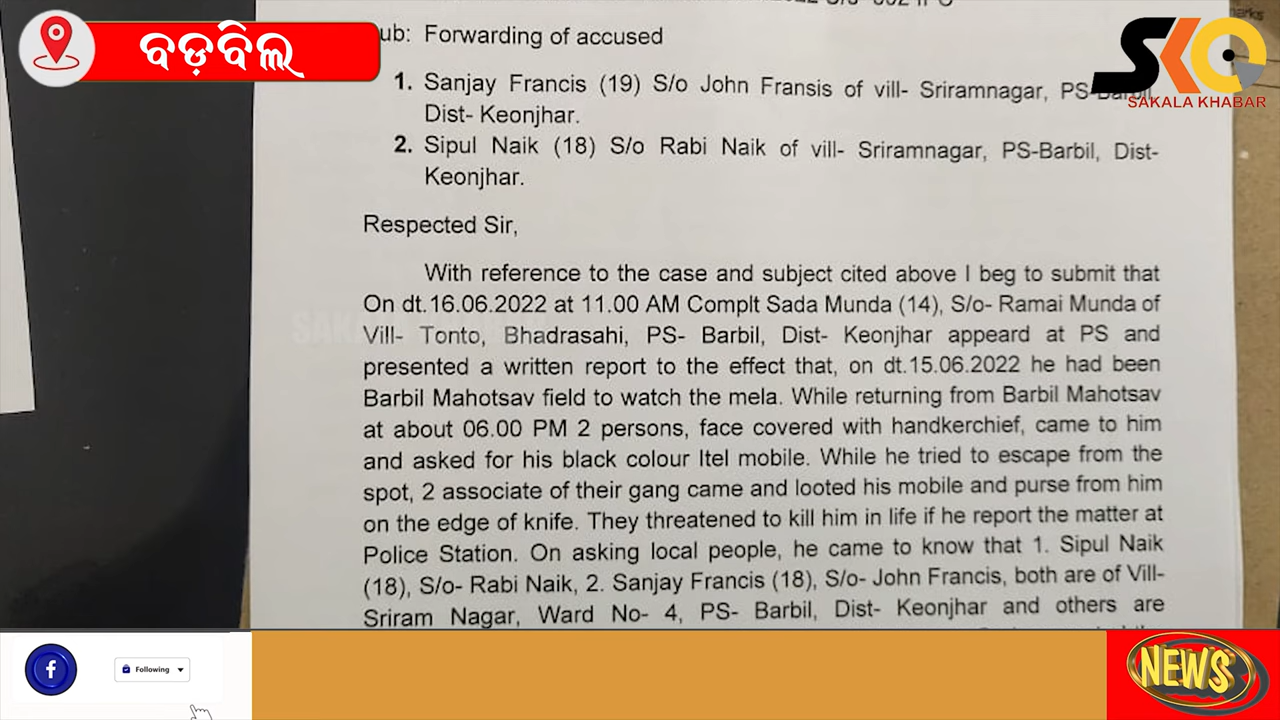 ବଡ଼ବିଲ
SAKALA KHABAR
ub: Forwarding of accused
1. Sanjay Francis (19) S/o John Fransis of vill- Sriramnagar, PS-Barbil,
Dist- Keonjhar.
2. Sipul Naik (18) S/o Rabi Naik of vill- Sriramnagar, PS-Barbil, Dist-
Keonjhar.
Respected Sir,
With reference to the case and subject cited above I beg to submit that
On dt.16.06.2022 at 11.00 AM Complt Sada Munda (14), S/o- Ramai Munda of
Vill- Tonto, Bhadrasahi, PS- Barbil, Dist- Keonjhar appeard at PS and
presented a written report to the effect that, on dt.15.06.2022 he had been
Barbil Mahotsav field to watch the mela. While returning from Barbil Mahotsav
at about 06.00 PM 2 persons, face covered with handkerchief, came to him
and asked for his black colour Itel mobile. While he tried to escape from the
spot, 2 associate of their gang came and looted his mobile and purse from him
on the edge of knife. They threatened to kill him in life if he report the matter at
Police Station. On asking local people, he came to know that 1. Sipul Naik
(18), S/o- Rabi Naik, 2. Sanjay Francis (18), S/o- John Francis, both are of Vill-
Sriram Nagar, Ward No- 4, PS- Barbil, Dist- Keonjhar and others are
Following
NEWS